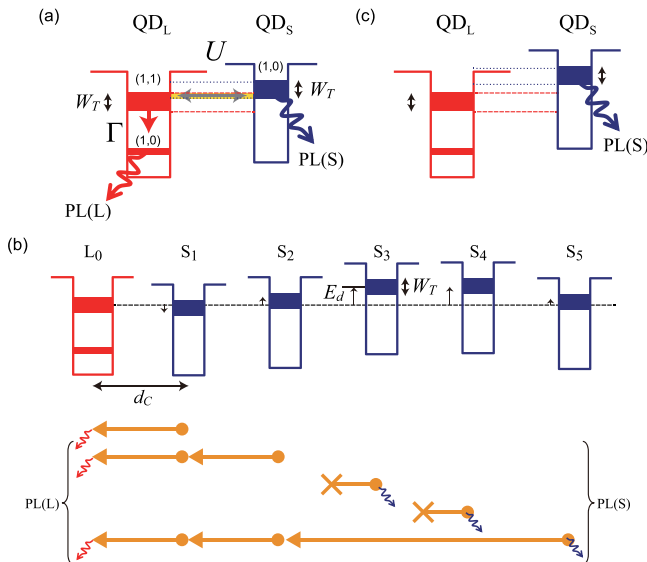 (a)
QD_L
QD_S
(c)
QD_L
QD_S
(1,1)
U
(1,0)
W_T
W_T
Γ
(1,0)
PL(S)
PL(L)
PL(S)
(b)
L_0
S_1
S_2
S_3
S_4
S_5
E_d
W_T
d_C
PL(L)
PL(S)